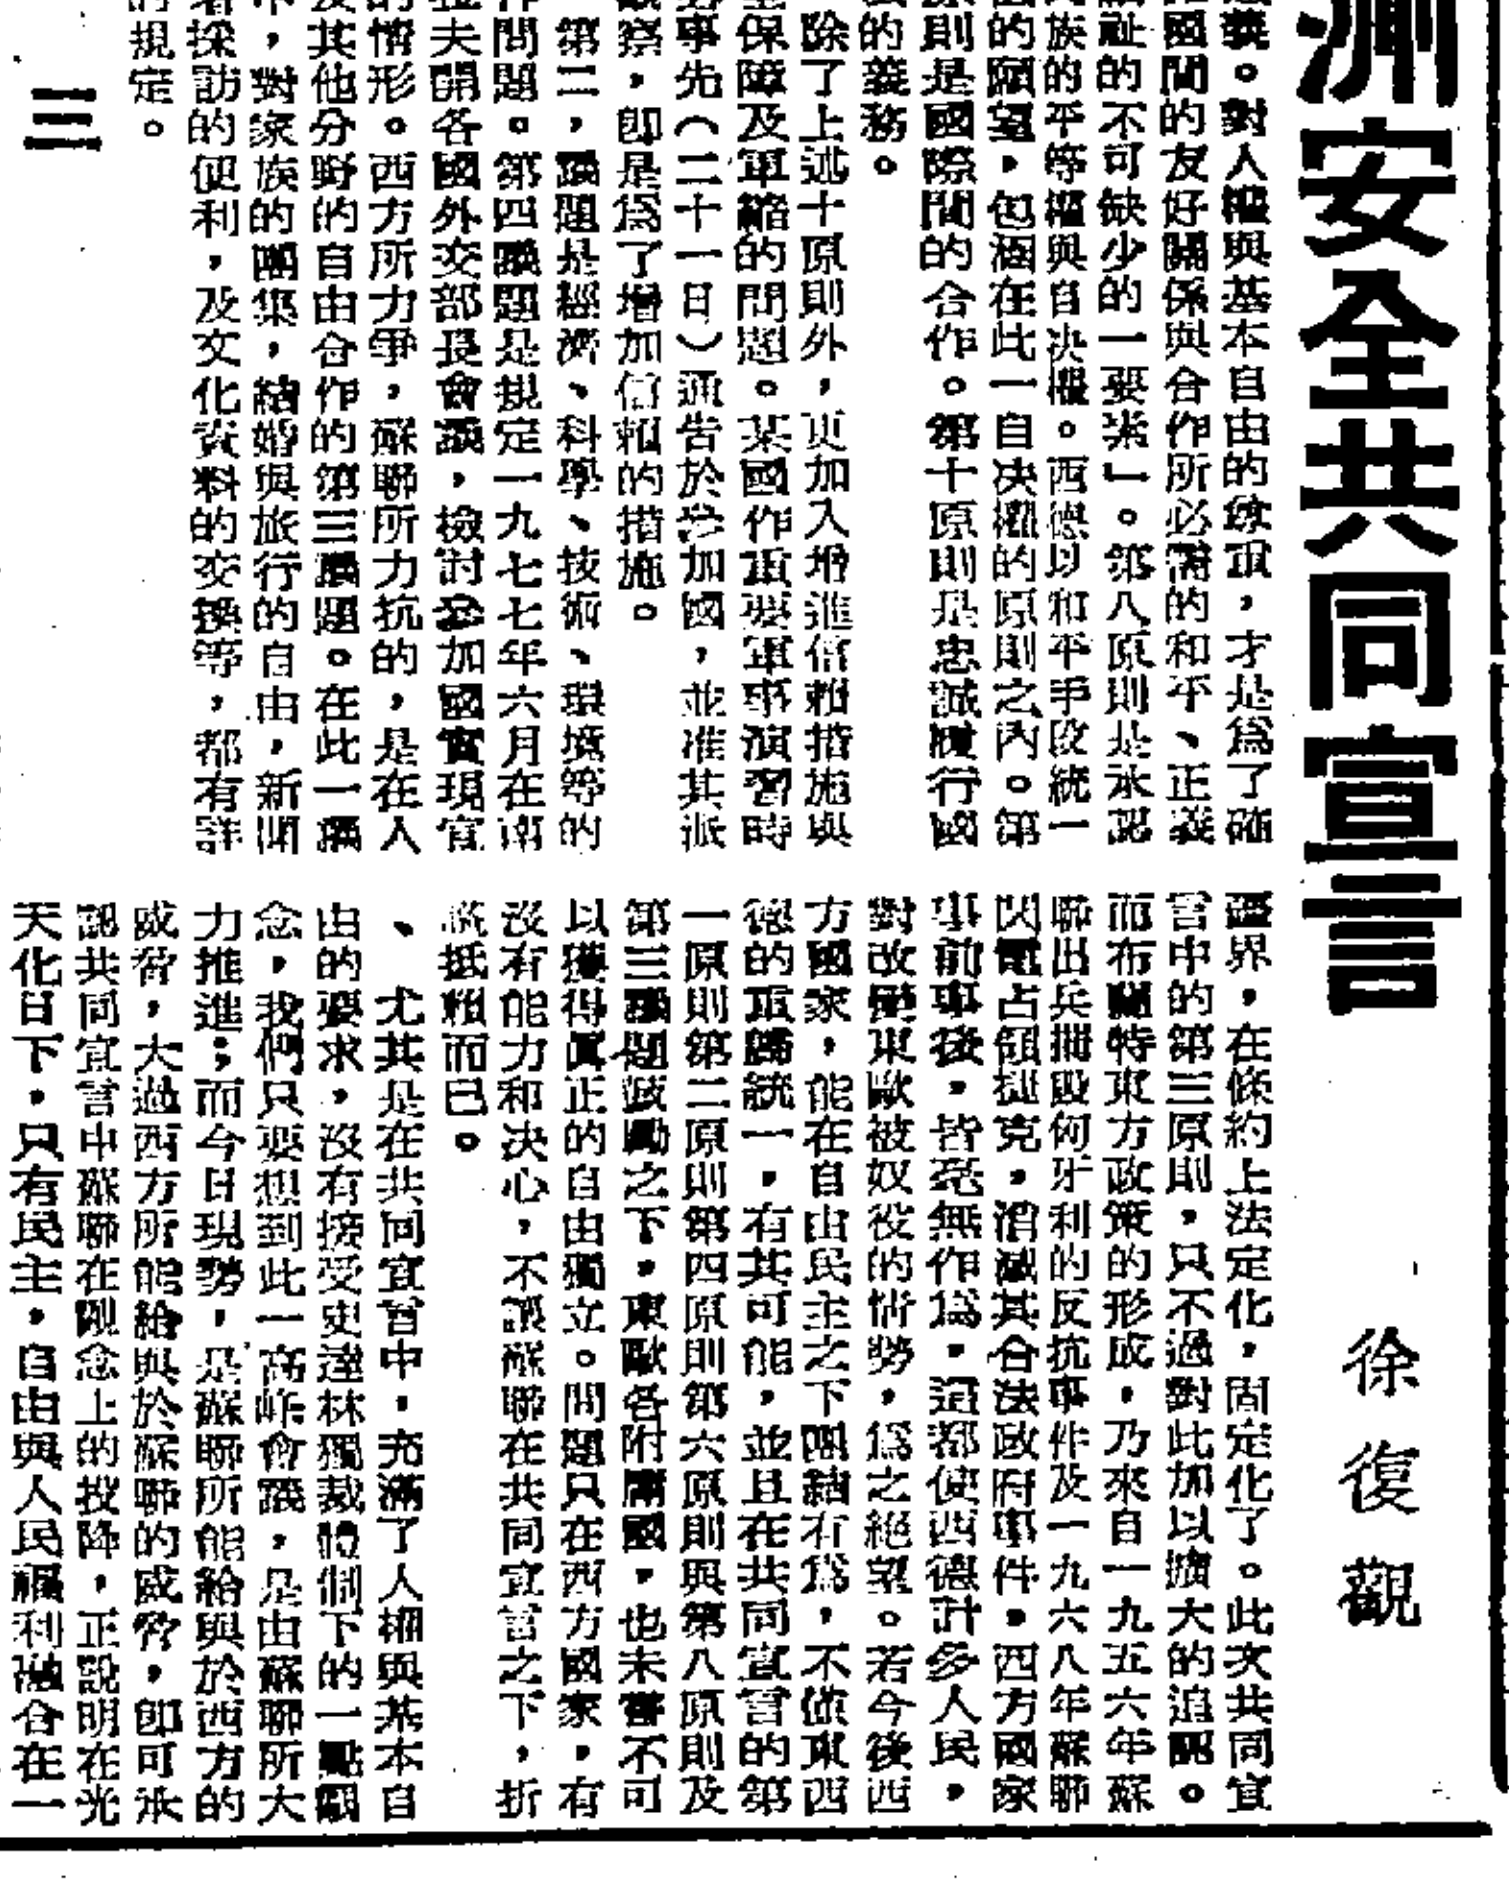 洲安全共同宣言
徐復觀
義。對人權與基本自由的尊重，才是爲了確
國間的友好關係與合作所必需的和平、正義
祉的不可缺少的一要素」。第八原則是承認
族的平等權與自決權。西德以和平手段統一
的願望，包涵在此一自決權的原則之內。第
則是國際間的合作。第十原則是忠誠履行國
的義務。
除了上述十原則外，更加入增進信賴措施與
保障及軍縮的問題。某國作重要軍事演習時
事先（二十一日）通告於參加國，並准其派
察，卽是爲了增加信賴的措施。
第二，議題是經濟、科學、技術、環境等的
問題。第四議題是規定一九七七年六月在南
夫開各國外交部長會議，檢討參加國實現宣
情形。西方所力爭，蘇聯所力抗的，是在人
其他分野的自由合作的第三議題。在此一議
，對家族的團集，結婚與旅行的自由，新聞
採訪的便利，及文化資料的交換等，都有詳
規定。
三
疆界，在條約上法定化，固定化了。此次共同宣
言中的第三原則，只不過對此加以擴大的追認。
而布蘭特東方政策的形成，乃來自一九五六年蘇
聯出兵摧毀匈牙利的反抗事件及一九六八年蘇聯
閃電占領捷克，消滅其合法政府事件。西方國家
事前事後，皆毫無作爲，這都使西德許多人民，
對改變東歐被奴役的情勢，爲之絕望。若今後西
方國家，能在自由民主之下團結有爲，不僅東西
德的重歸統一，有其可能，並且在共同宣言的第
一原則第二原則第四原則第六原則與第八原則及
第三議題鼓勵之下，東歐各附庸國，也未嘗不可
以獲得眞正的自由獨立。問題只在西方國家，有
沒有能力和決心，不讓蘇聯在共同宣言之下，折
抵賴而已。
、尤其是在共同宣言中，充滿了人權與基本自
由的要求，沒有接受史達林獨裁體制下的一點觀
念，我們只要想到此一高峰會議，是由蘇聯所大
力推進；而今日現勢，是蘇聯所能給與於西方的
威脅，大過西方所能給與於蘇聯的威脅，卽可承
認共同宣言中蘇聯在觀念上的投降，正說明在光
天化日下，只有民主，自由與人民福利融合在一